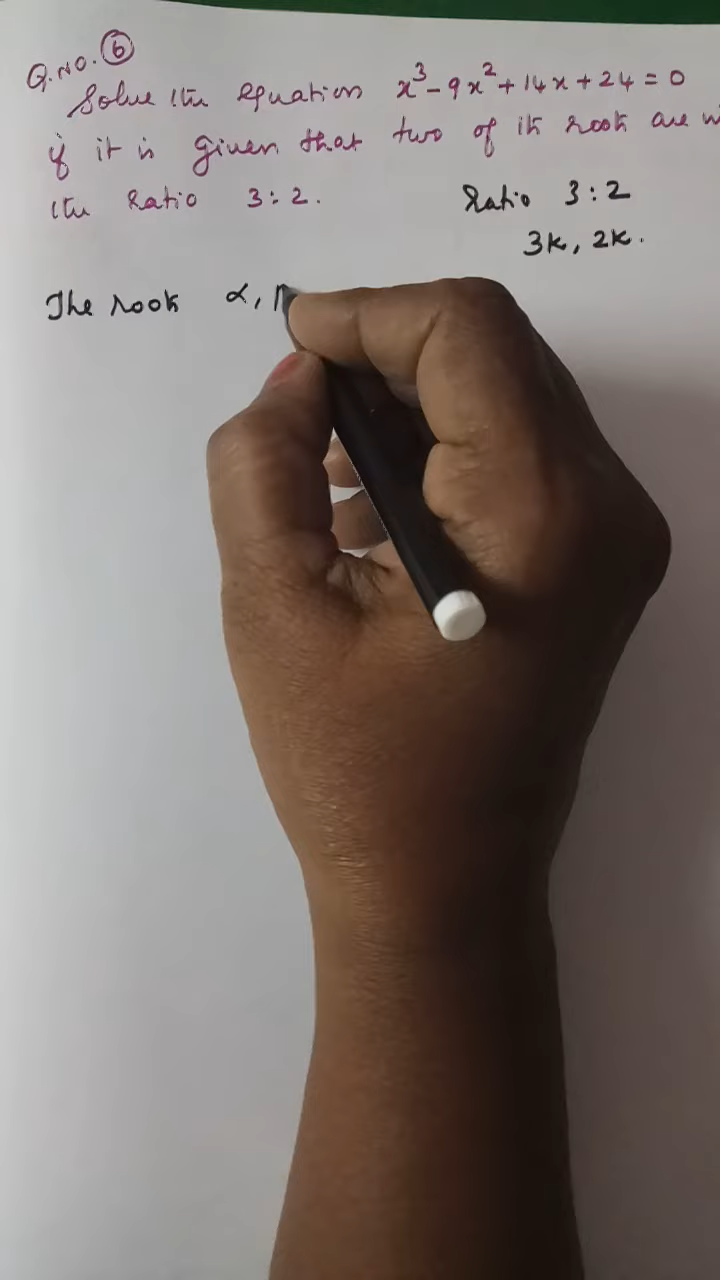 Q.No. 6
Solve the equation x³-9x²+14x+24=0
if it is given that two of its roots are
the Ratio 3:2.
Ratio 3:2
3k, 2k.
The roots α,